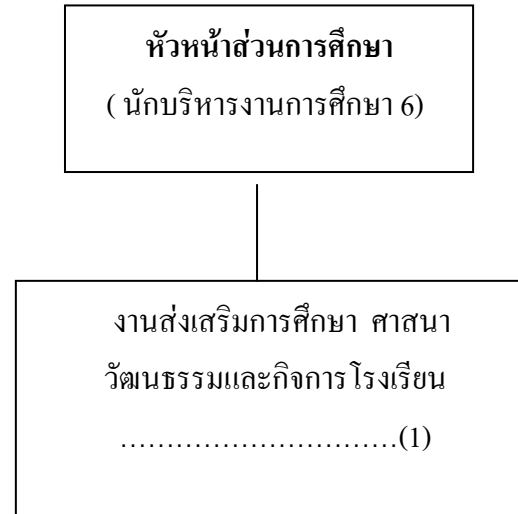 หัวหน้าส่วนการศึกษา
( นักบริหารงานการศึกษา 6)
งานส่งเสริมการศึกษา ศาสนา
วัฒนธรรมและกิจการโรงเรียน
…………………………(1)